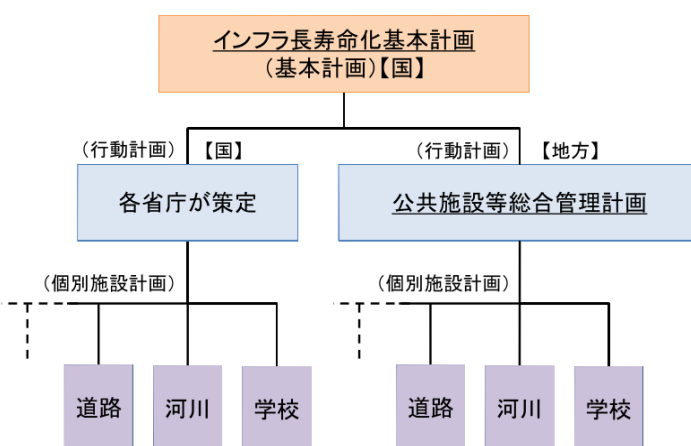 インフラ長寿命化基本計画
(基本計画)【国】
(行動計画) 【国】
(行動計画) 【地方】
各省庁が策定
公共施設等総合管理計画
(個別施設計画)
(個別施設計画)
道路
河川
学校
道路
河川
学校